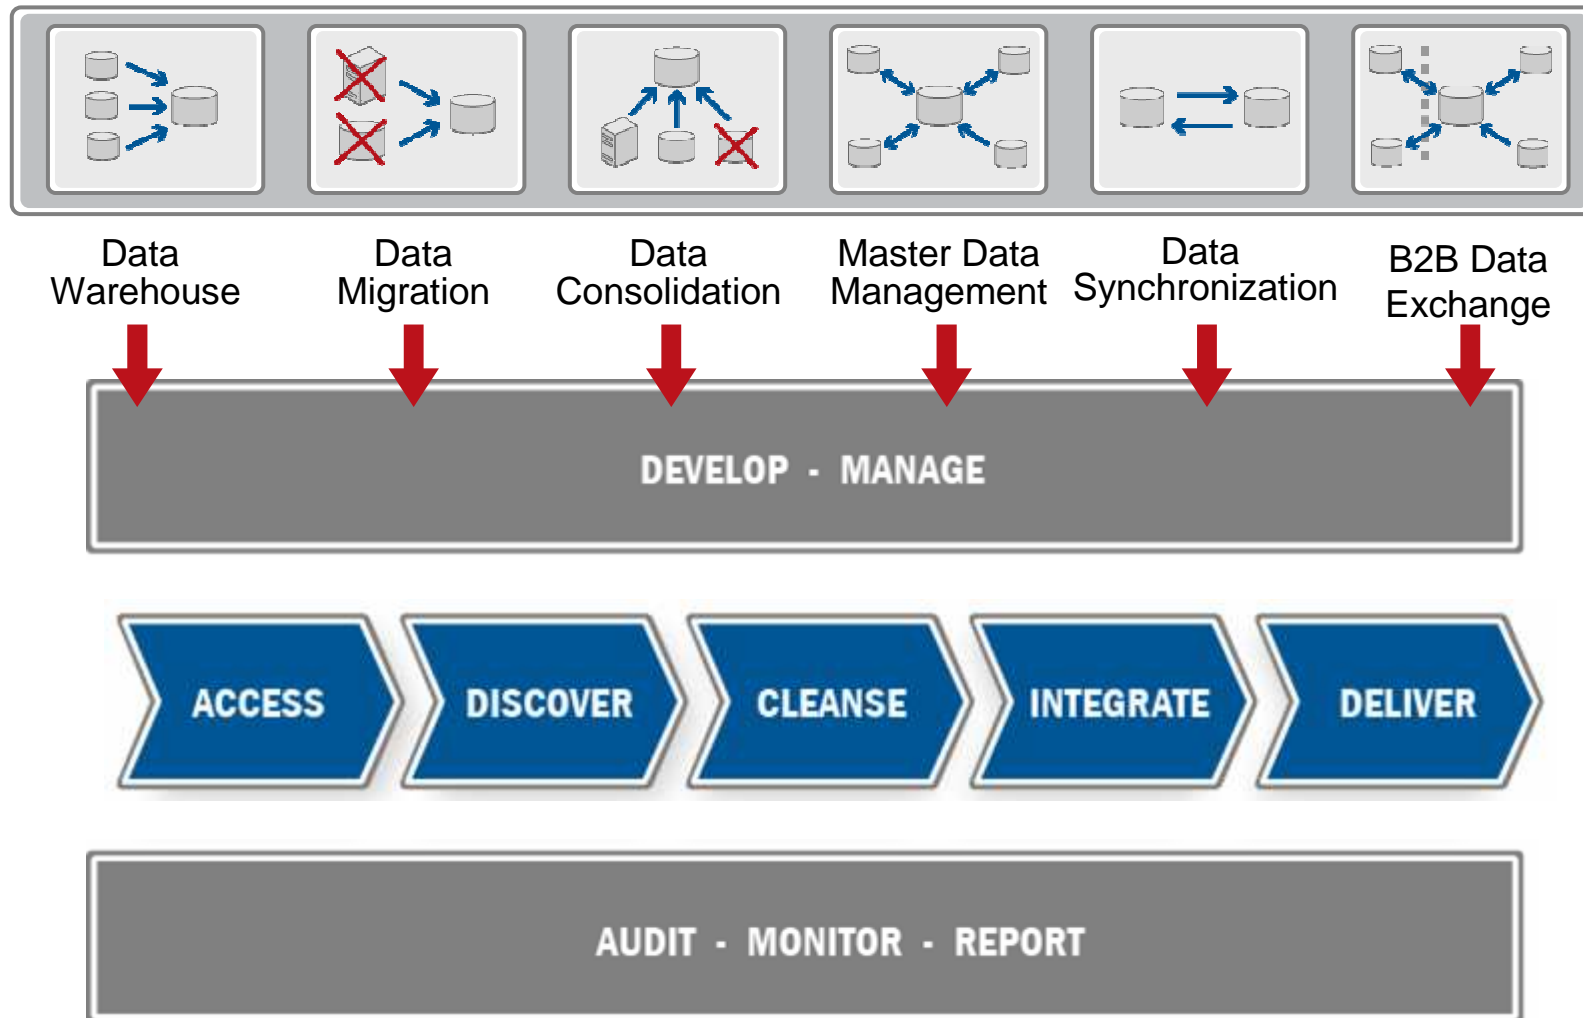 Data
Warehouse
Data
Migration
Data
Consolidation
Master Data
Management
Data
Synchronization
B2B Data
Exchange
DEVELOP - MANAGE
ACCESS
DISCOVER
CLEANSE
INTEGRATE
DELIVER
AUDIT - MONITOR - REPORT